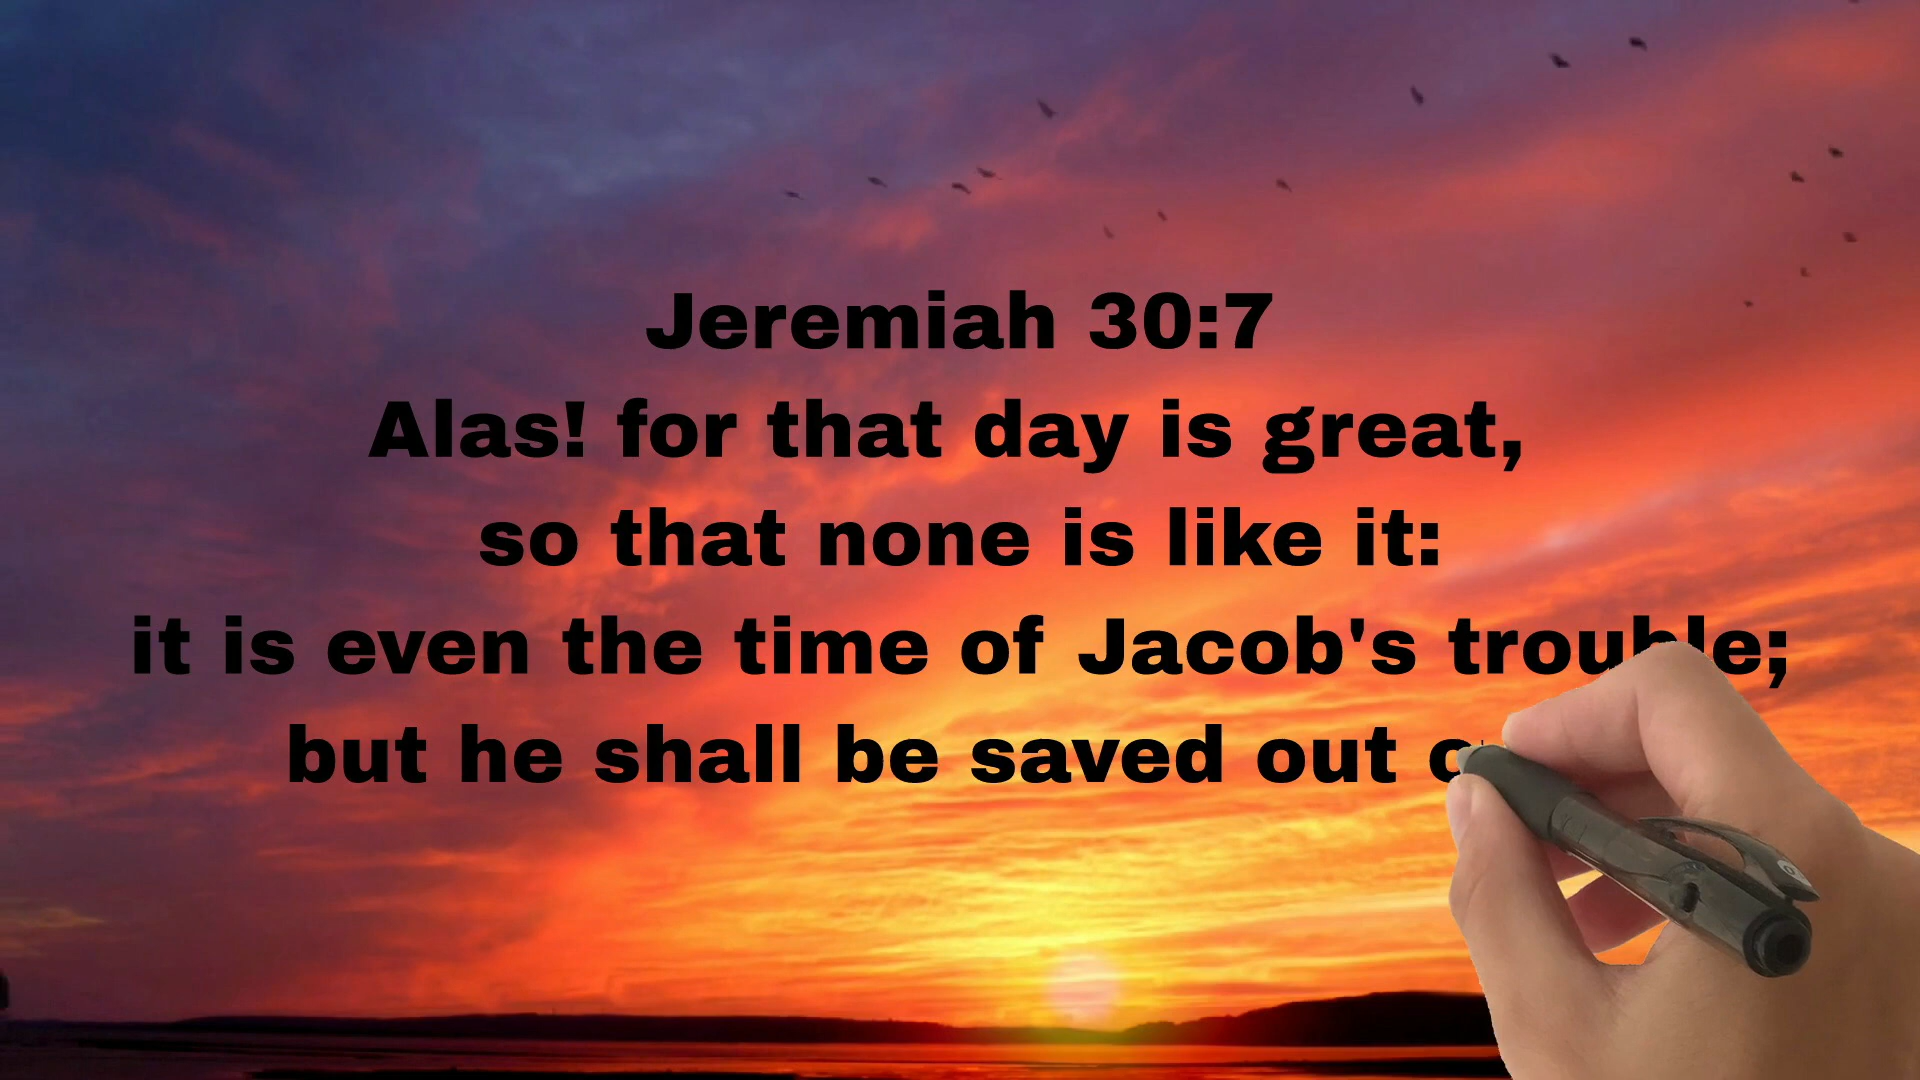 Jeremiah 30:7
Alas! for that day is great,
so that none is like it:
it is even the time of Jacob's trouble;
but he shall be saved out